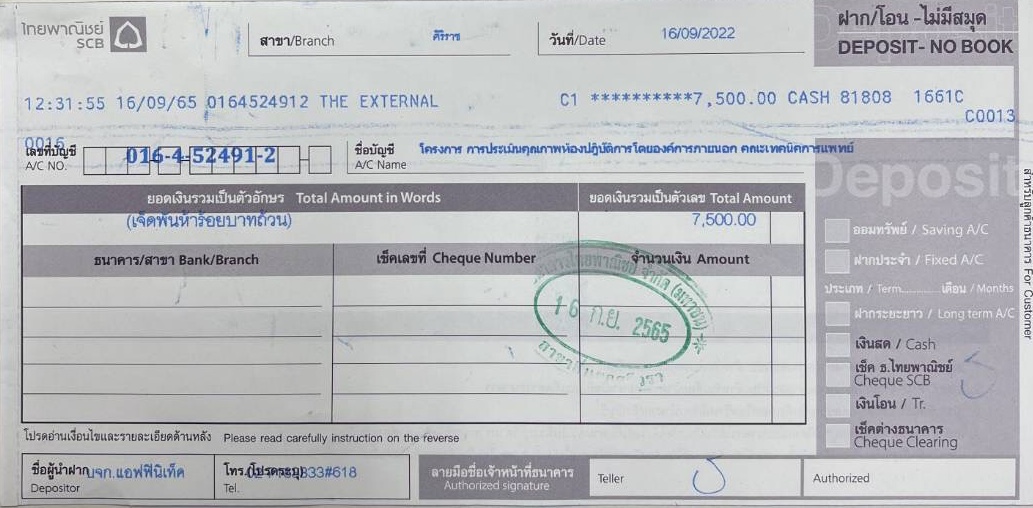 ไทยพาณิชย์
SCB
สาขา/Branch ศิริราช
วันที่/Date 16/09/2022
ฝาก/โอน -ไม่มีสมุด
DEPOSIT- NO BOOK
12:31:55 16/09/65 0164524912 THE EXTERNAL C1 **********7,500.00 CASH 81808 1661C
C0013
0016
เลขที่บัญชี
A/C NO. 016-4-52491-2
ชื่อบัญชี
A/C Name โครงการ การประเมินคุณภาพห้องปฏิบัติการโดยองค์การภายนอก คณะเทคนิคการแพทย์
Deposit
ยอดเงินรวมเป็นตัวอักษร Total Amount in Words ยอดเงินรวมเป็นตัวเลข Total Amount
(เจ็ดพันห้าร้อยบาทถ้วน) 7,500.00
ธนาคาร/สาขา Bank/Branch เช็คเลขที่ Cheque Number จำนวนเงิน Amount
ไทยพาณิชย์ จำกัด (มหาชน)
16 ก.ย. 2565
ออมทรัพย์ / Saving A/C
ฝากประจำ / Fixed A/C
ประเภท / Term........... เดือน / Months
ฝากระยะยาว / Long term A/C
เงินสด / Cash
เช็ค ธ.ไทยพาณิชย์
Cheque SCB
เงินโอน / Tr.
เช็คต่างธนาคาร
Cheque Clearing
สำหรับลูกค้าธนาคาร For Customer
โปรดอ่านเงื่อนไขและรายละเอียดด้านหลัง Please read carefully instruction on the reverse
ชื่อผู้นำฝาก บจก.แอฟฟินิเท็ค
Depositor
โทร.(โปรดระบุ) 833#618
Tel.
ลายมือชื่อเจ้าหน้าที่ธนาคาร
Authorized signature
Teller
Authorized